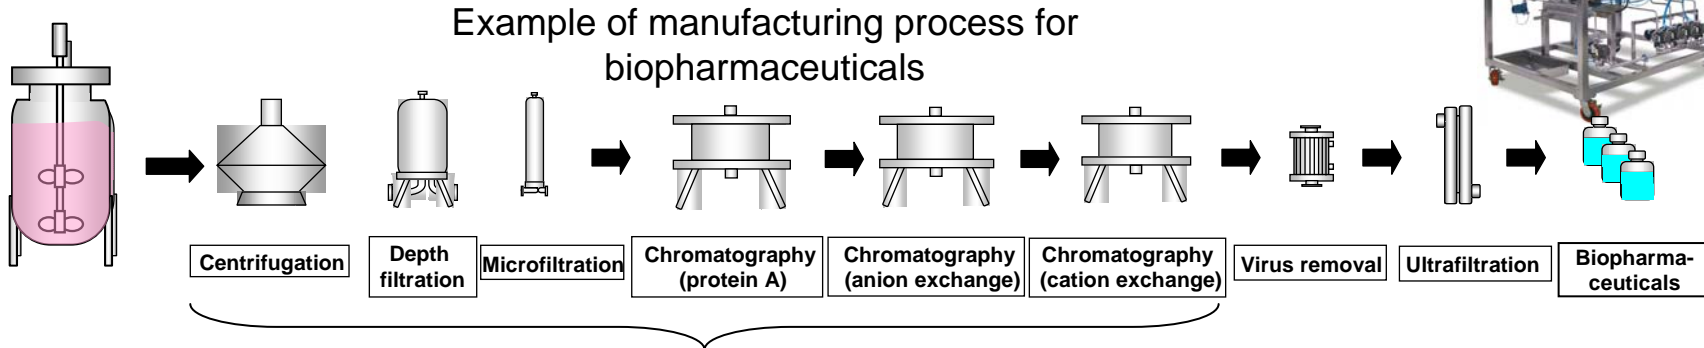 Example of manufacturing process for
biopharmaceuticals
Centrifugation
Depth
filtration
Microfiltration
Chromatography
(protein A)
Chromatography
(anion exchange)
Chromatography
(cation exchange)
Virus removal
Ultrafiltration
Biopharma-
ceuticals